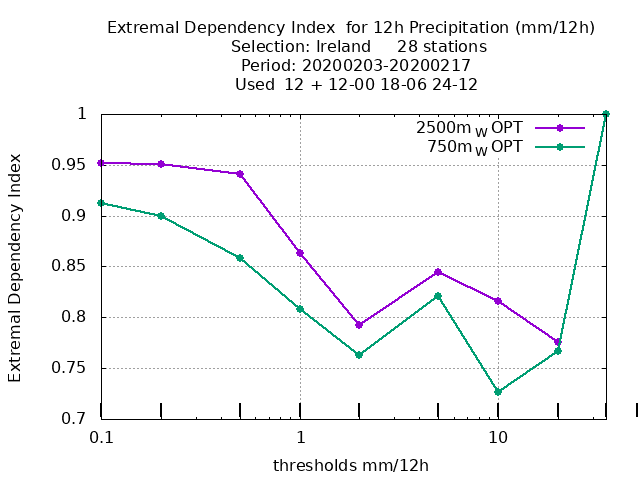 Extremal Dependency Index  for 12h Precipitation (mm/12h)
Selection: Ireland     28 stations
Period: 20200203-20200217
Used  12 + 12-00 18-06 24-12
2500m W OPT
750m W OPT
Extremal Dependency Index
1
0.95
0.9
0.85
0.8
0.75
0.7
0.1
1
10
thresholds mm/12h